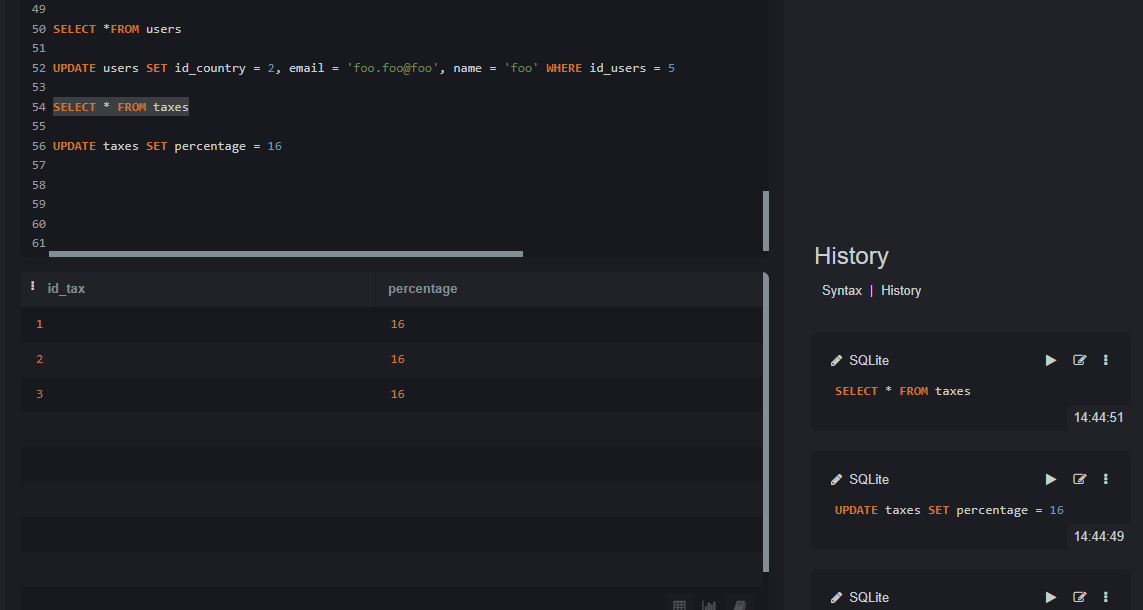 49
50 SELECT *FROM users
51
52 UPDATE users SET id_country = 2, email = 'foo.foo@foo', name = 'foo' WHERE id_users = 5
53
54 SELECT * FROM taxes
55
56 UPDATE taxes SET percentage = 16
57
58
59
60
61
id_tax percentage
1 16
2 16
3 16
History
Syntax | History
SQLite
SELECT * FROM taxes
14:44:51
SQLite
UPDATE taxes SET percentage = 16
14:44:49
SQLite